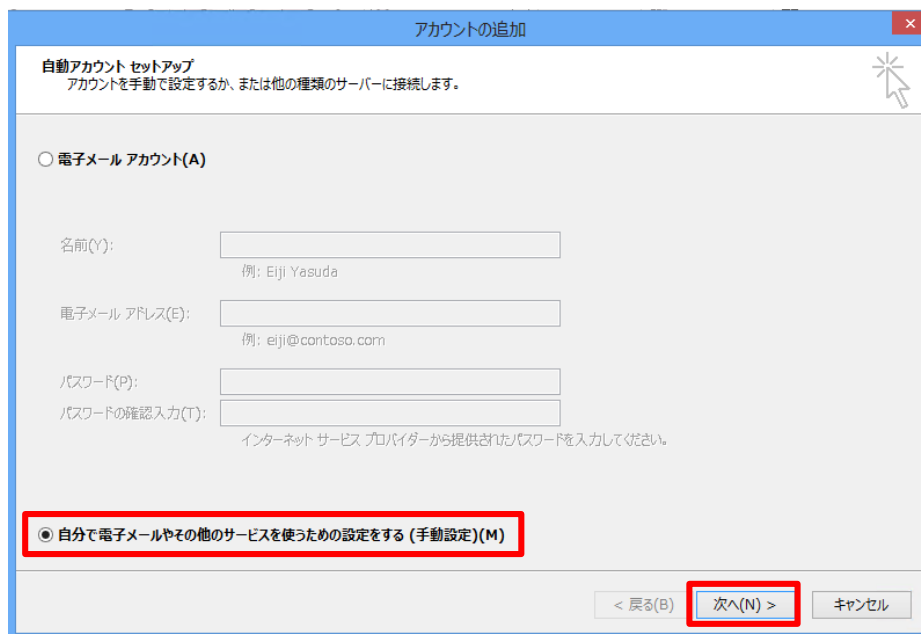 アカウントの追加
自動アカウント セットアップ
アカウントを手動で設定するか、または他の種類のサーバーに接続します。
電子メール アカウント(A)
名前(Y):
例: Eiji Yasuda
電子メール アドレス(E):
例: eiji@contoso.com
パスワード(P):
パスワードの確認入力(T):
インターネット サービス プロバイダーから提供されたパスワードを入力してください。
自分で電子メールやその他のサービスを使うための設定をする (手動設定)(M)
< 戻る(B) 次へ(N) > キャンセル